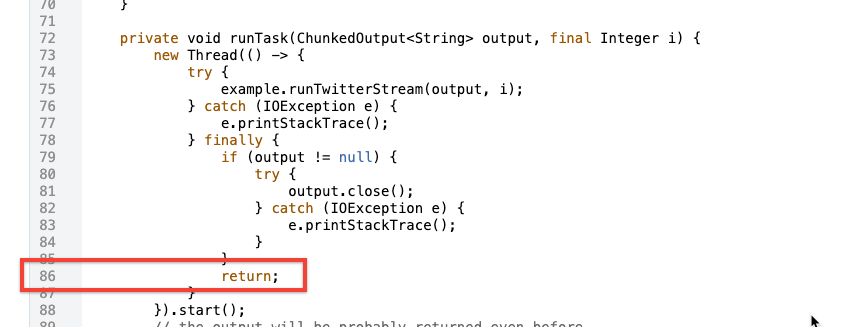 70 }
71
72 private void runTask(ChunkedOutput<String> output, final Integer i) {
73 new Thread(() -> {
74 try {
75 example.runTwitterStream(output, i);
76 } catch (IOException e) {
77 e.printStackTrace();
78 } finally {
79 if (output != null) {
80 try {
81 output.close();
82 } catch (IOException e) {
83 e.printStackTrace();
84 }
85 }
86 return;
87 }
88 }).start();
89 // the output will be probably returned even before